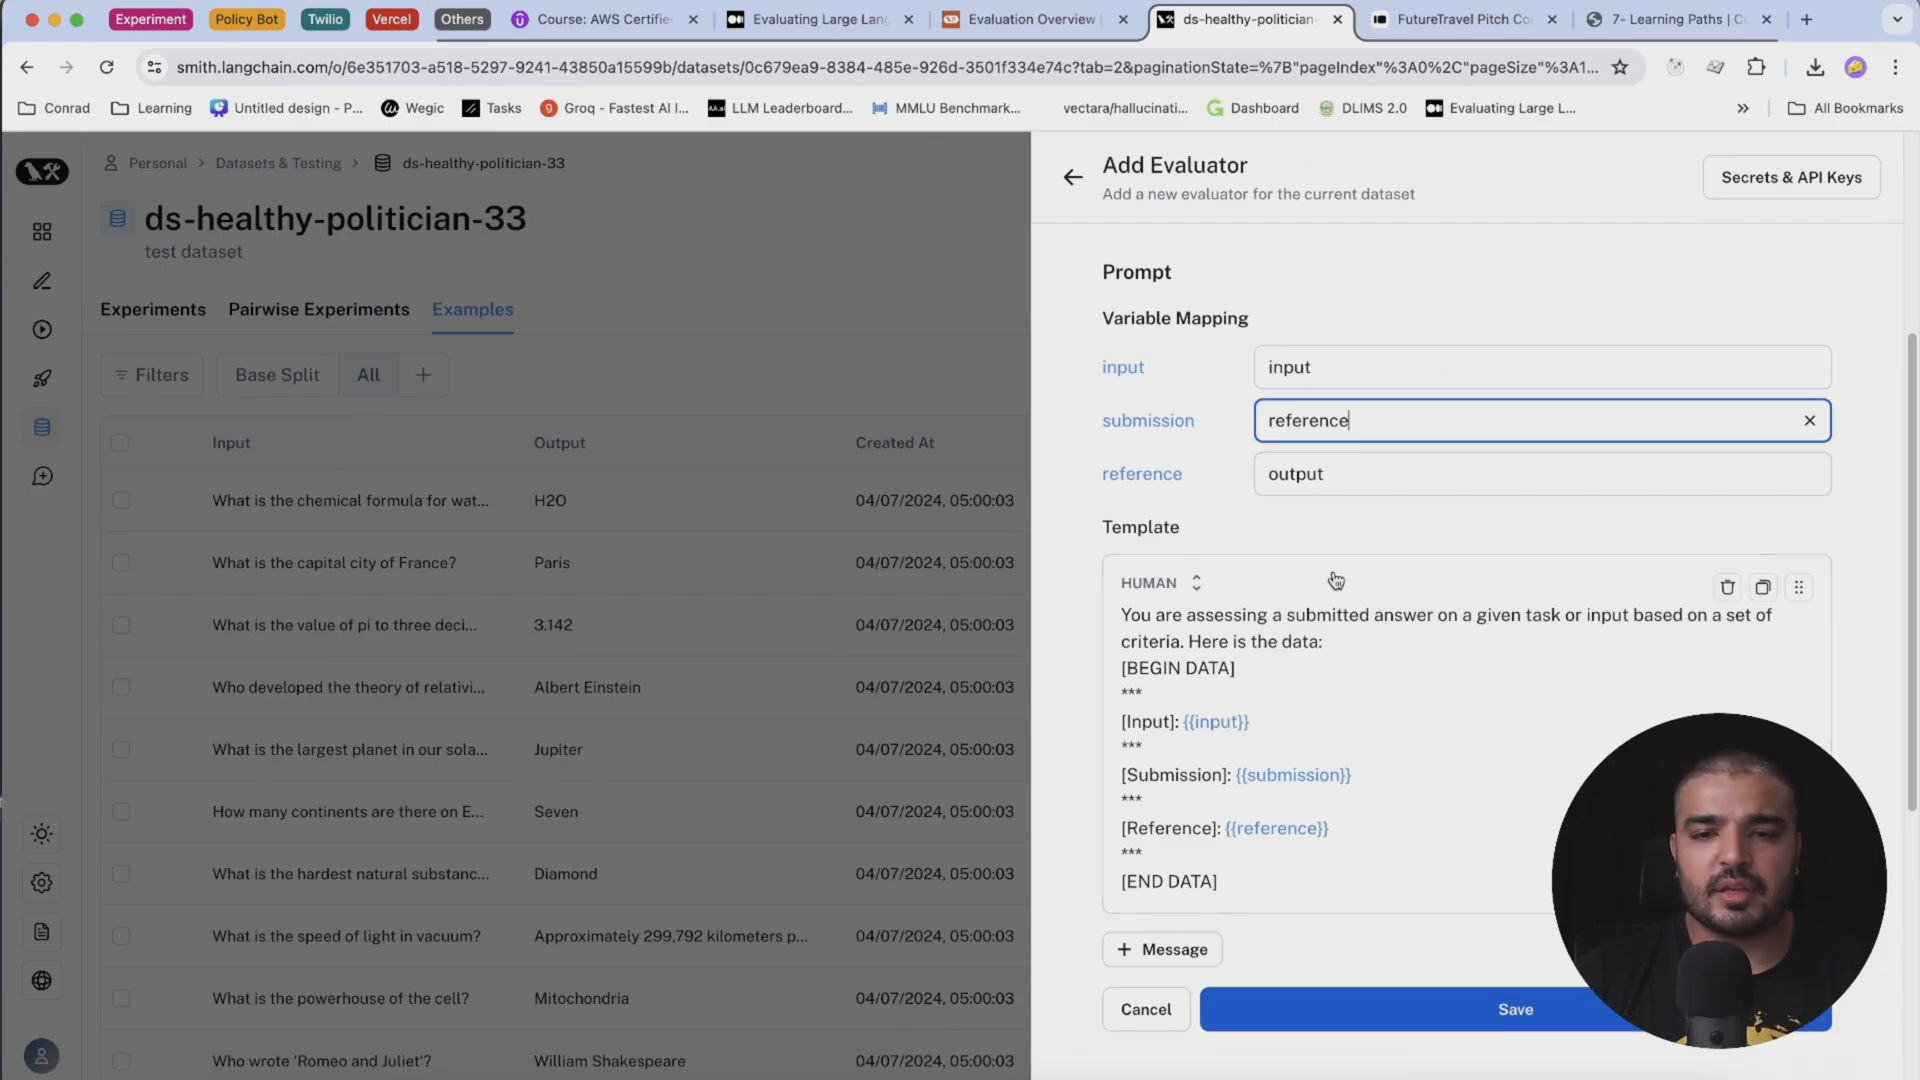 Experiment
Policy Bot
Twilio
Vercel
Others
Course: AWS Certifie
Evaluating Large Lang
Evaluation Overview
ds-healthy-politician-
FutureTravel Pitch Co
7- Learning Paths | C
smith.langchain.com/o/6e351703-a518-5297-9241-43850a15599b/datasets/0c679ea9-8384-485e-926d-3501f334e74c?tab=2&paginationState=%7B"pageIndex"%3A0%2C"pageSize"%3A1...
Conrad
Learning
Untitled design - P...
Wegic
Tasks
Groq - Fastest AI I...
LLM Leaderboard...
MMLU Benchmark...
vectara/hallucinati...
Dashboard
DLIMS 2.0
Evaluating Large L...
»
All Bookmarks
Personal > Datasets & Testing > ds-healthy-politician-33
ds-healthy-politician-33
test dataset
Experiments
Pairwise Experiments
Examples
Filters
Base Split
All
+
Input
Output
Created At
What is the chemical formula for wat...
H2O
04/07/2024, 05:00:03
What is the capital city of France?
Paris
04/07/2024, 05:00:03
What is the value of pi to three deci...
3.142
04/07/2024, 05:00:03
Who developed the theory of relativi...
Albert Einstein
04/07/2024, 05:00:03
What is the largest planet in our sola...
Jupiter
04/07/2024, 05:00:03
How many continents are there on E...
Seven
04/07/2024, 05:00:03
What is the hardest natural substanc...
Diamond
04/07/2024, 05:00:03
What is the speed of light in vacuum?
Approximately 299,792 kilometers p...
04/07/2024, 05:00:03
What is the powerhouse of the cell?
Mitochondria
04/07/2024, 05:00:03
Who wrote 'Romeo and Juliet'?
William Shakespeare
04/07/2024, 05:00:03
Add Evaluator
Add a new evaluator for the current dataset
Secrets & API Keys
Prompt
Variable Mapping
input
input
submission
reference
reference
output
Template
HUMAN
You are assessing a submitted answer on a given task or input based on a set of
criteria. Here is the data:
[BEGIN DATA]
***
[Input]: {{input}}
***
[Submission]: {{submission}}
***
[Reference]: {{reference}}
***
[END DATA]
+ Message
Cancel
Save